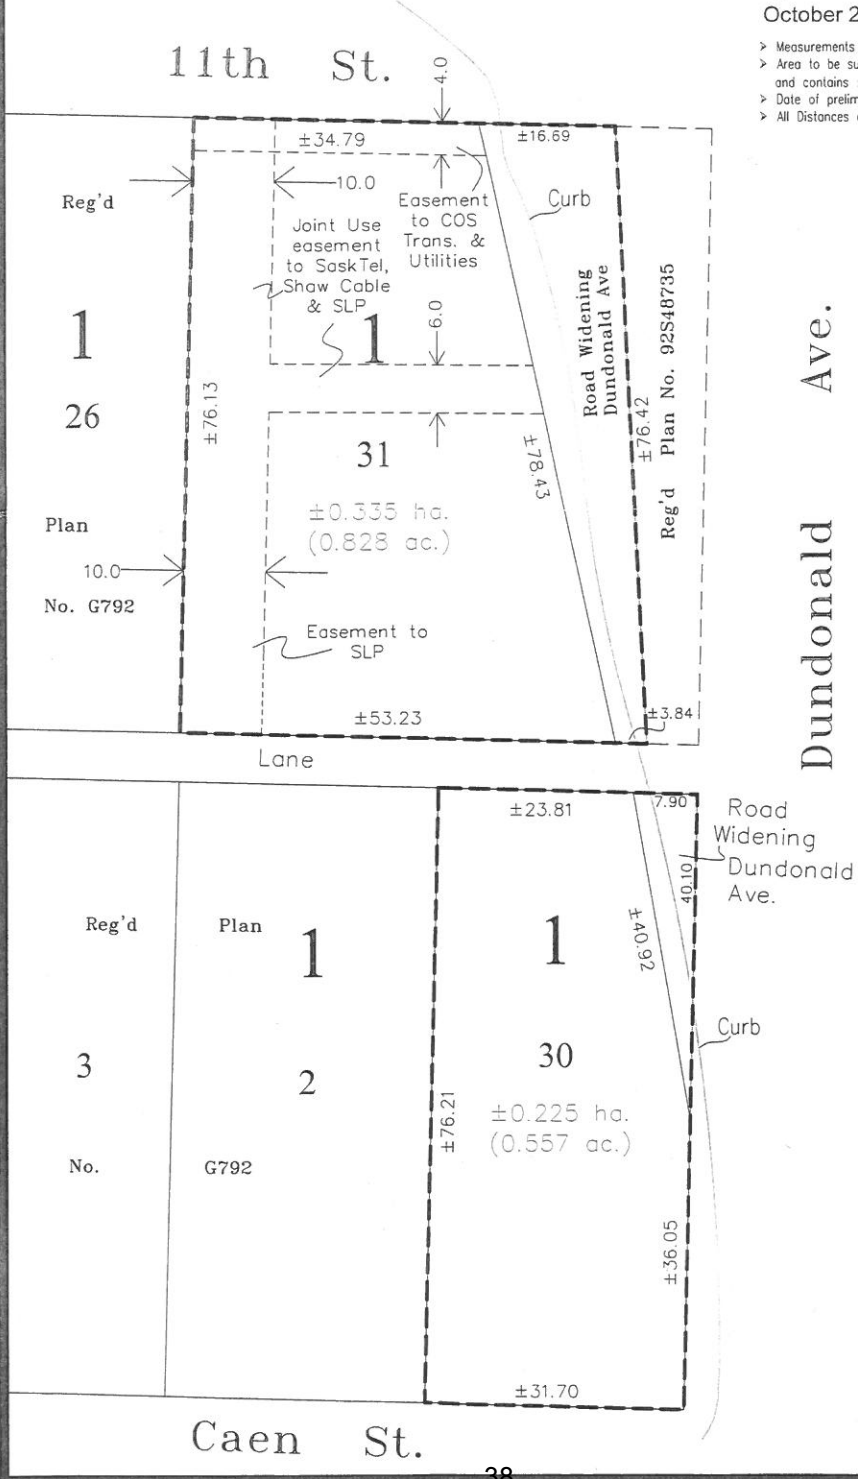 October 2
> Measurements
> Area to be su
and contains
> Date of prelim
> All Distances
11th St.
4.0
±34.79
±16.69
10.0
Reg'd
Easement
to COS
Trans. &
Utilities
Curb
Joint Use
easement
to SaskTel,
Shaw Cable
& SLP
6.0
1
1
26
±76.13
31
±0.335 ha.
(0.828 ac.)
±78.43
Road Widening
Dundonald Ave
±76.42
Reg'd Plan No. 92S48735
Dundonald Ave.
Plan
10.0
No. G792
Easement to
SLP
±53.23
±3.84
Lane
±23.81
7.90
Road
Widening
Dundonald
Ave.
40.10
±40.92
Reg'd
Plan
1
1
Curb
3
2
30
±76.21
±0.225 ha.
(0.557 ac.)
No.
G792
±36.05
±31.70
Caen St.
38